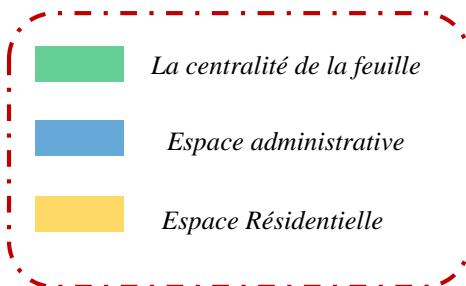 La centralité de la feuille
Espace administrative
Espace Résidentielle